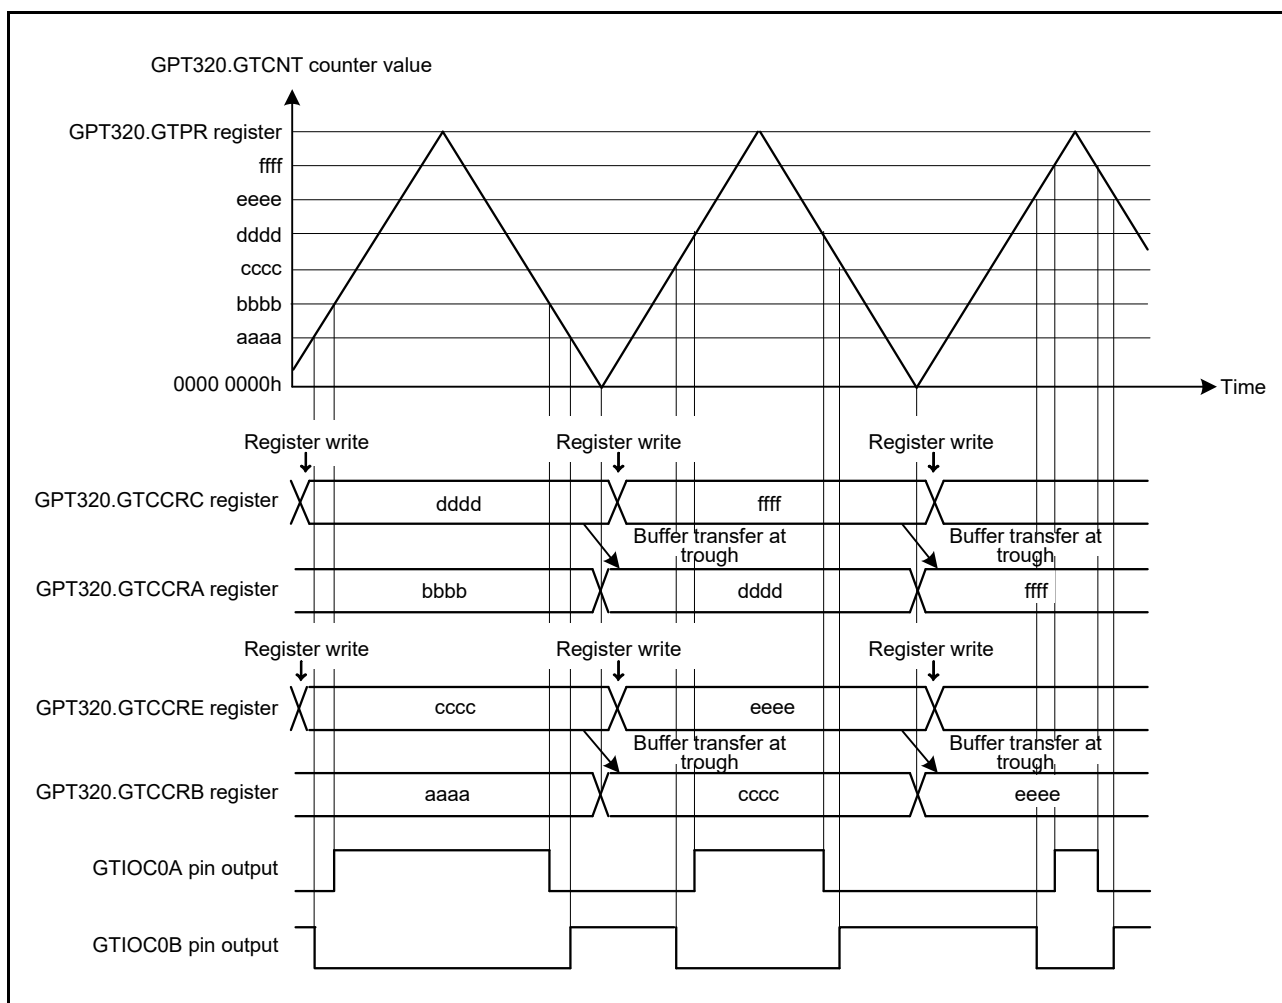 GPT320.GTCNT counter value
GPT320.GTPR register
ffff
eeee
dddd
cccc
bbbb
aaaa
0000 0000h
Time
Register write
Register write
Register write
GPT320.GTCCRC register
dddd
ffff
Buffer transfer at
trough
Buffer transfer at
trough
GPT320.GTCCRA register
bbbb
dddd
ffff
Register write
Register write
Register write
GPT320.GTCCRE register
cccc
eeee
Buffer transfer at
trough
Buffer transfer at
trough
GPT320.GTCCRB register
aaaa
cccc
eeee
GTIOC0A pin output
GTIOC0B pin output